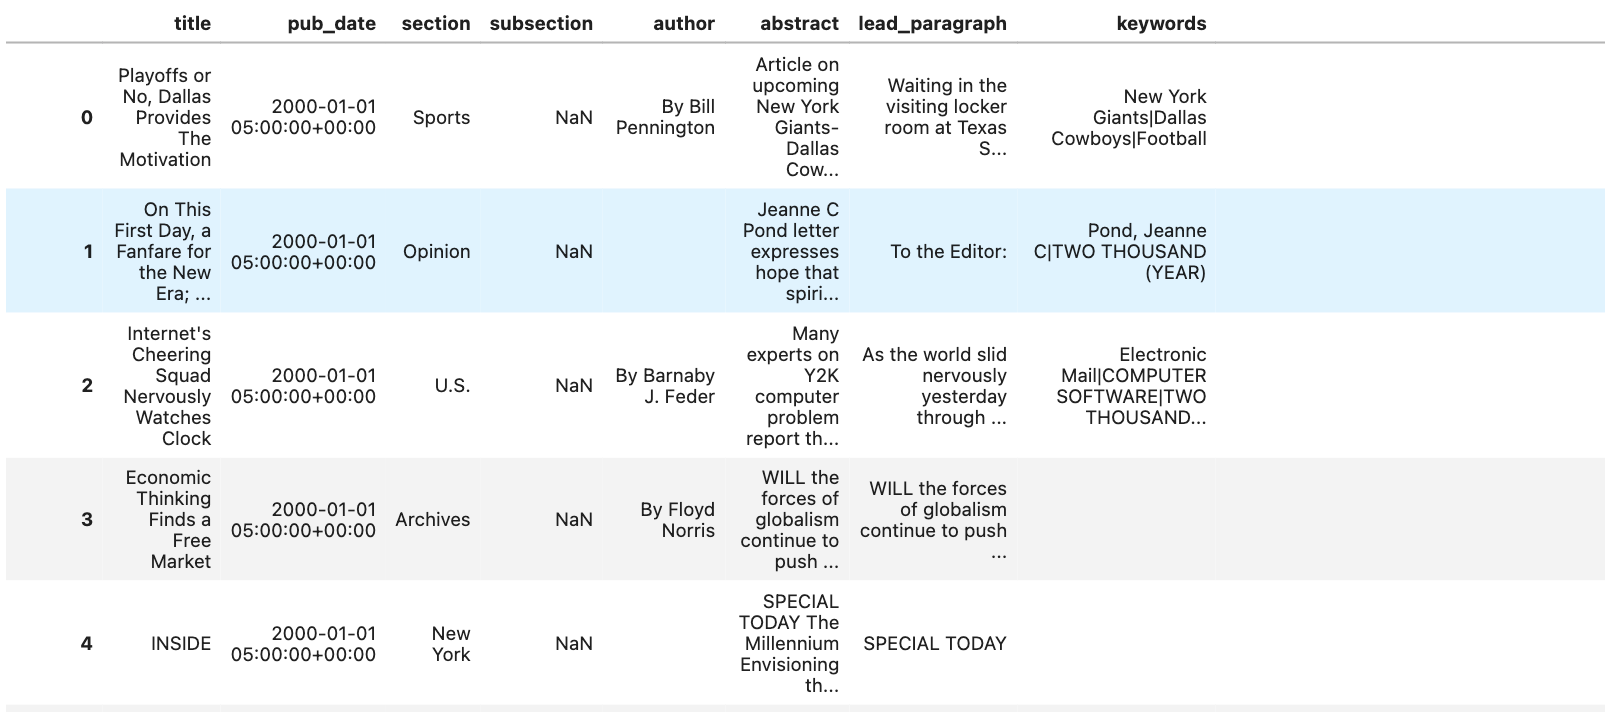 title pub_date section subsection author abstract lead_paragraph keywords
0
Playoffs or
No, Dallas
Provides
The
Motivation
2000-01-01
05:00:00+00:00
Sports
NaN
By Bill
Pennington
Article on
upcoming
New York
Giants-
Dallas
Cow...
Waiting in the
visiting locker
room at Texas
S...
New York
Giants|Dallas
Cowboys|Football
1
On This
First Day, a
Fanfare for
the New
Era; ...
2000-01-01
05:00:00+00:00
Opinion
NaN
Jeanne C
Pond letter
expresses
hope that
spiri...
To the Editor:
Pond, Jeanne
C|TWO THOUSAND
(YEAR)
2
Internet's
Cheering
Squad
Nervously
Watches
Clock
2000-01-01
05:00:00+00:00
U.S.
NaN
By Barnaby
J. Feder
Many
experts on
Y2K
computer
problem
report th...
As the world slid
nervously
yesterday
through ...
Electronic
Mail|COMPUTER
SOFTWARE|TWO
THOUSAND...
3
Economic
Thinking
Finds a
Free
Market
2000-01-01
05:00:00+00:00
Archives
NaN
By Floyd
Norris
WILL the
forces of
globalism
continue to
push ...
WILL the forces
of globalism
continue to push
...
4
INSIDE
2000-01-01
05:00:00+00:00
New
York
NaN
SPECIAL
TODAY The
Millennium
Envisioning
th...
SPECIAL TODAY